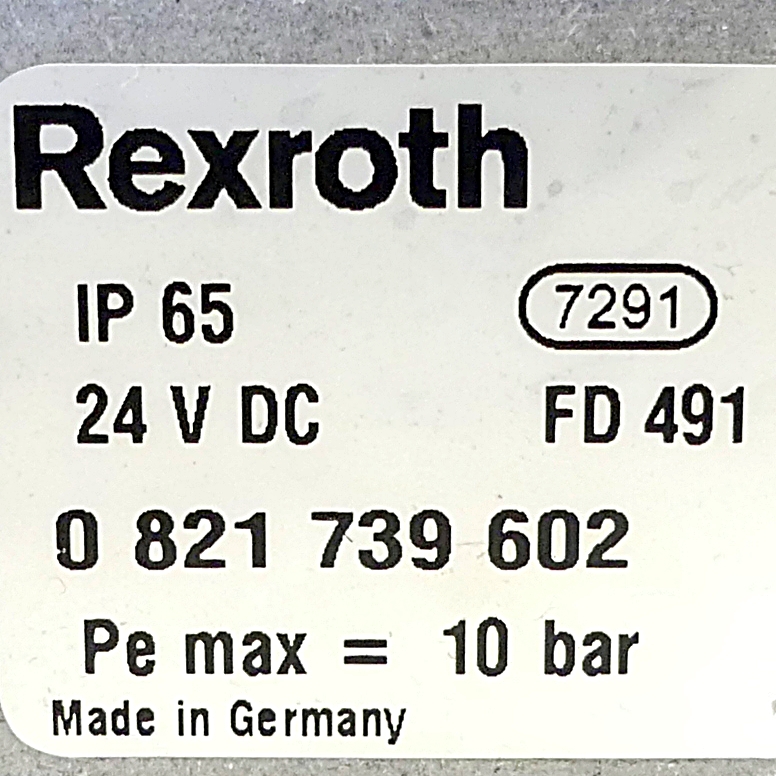 Rexroth
IP 65 7291
24 V DC FD 491
0 821 739 602
Pe max = 10 bar
Made in Germany